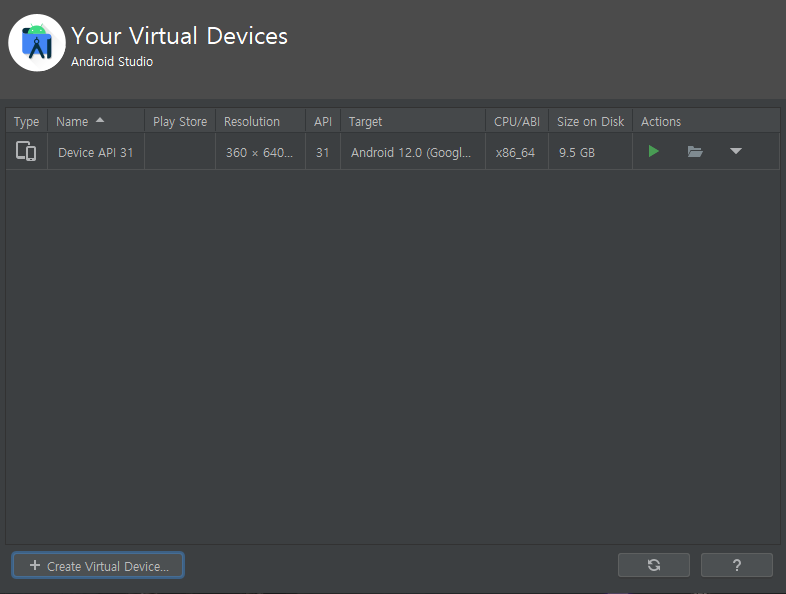 Your Virtual Devices
Android Studio
Type Name Play Store Resolution API Target CPU/ABI Size on Disk Actions
Device API 31 360 × 640... 31 Android 12.0 (Googl... x86_64 9.5 GB
+ Create Virtual Device... ?